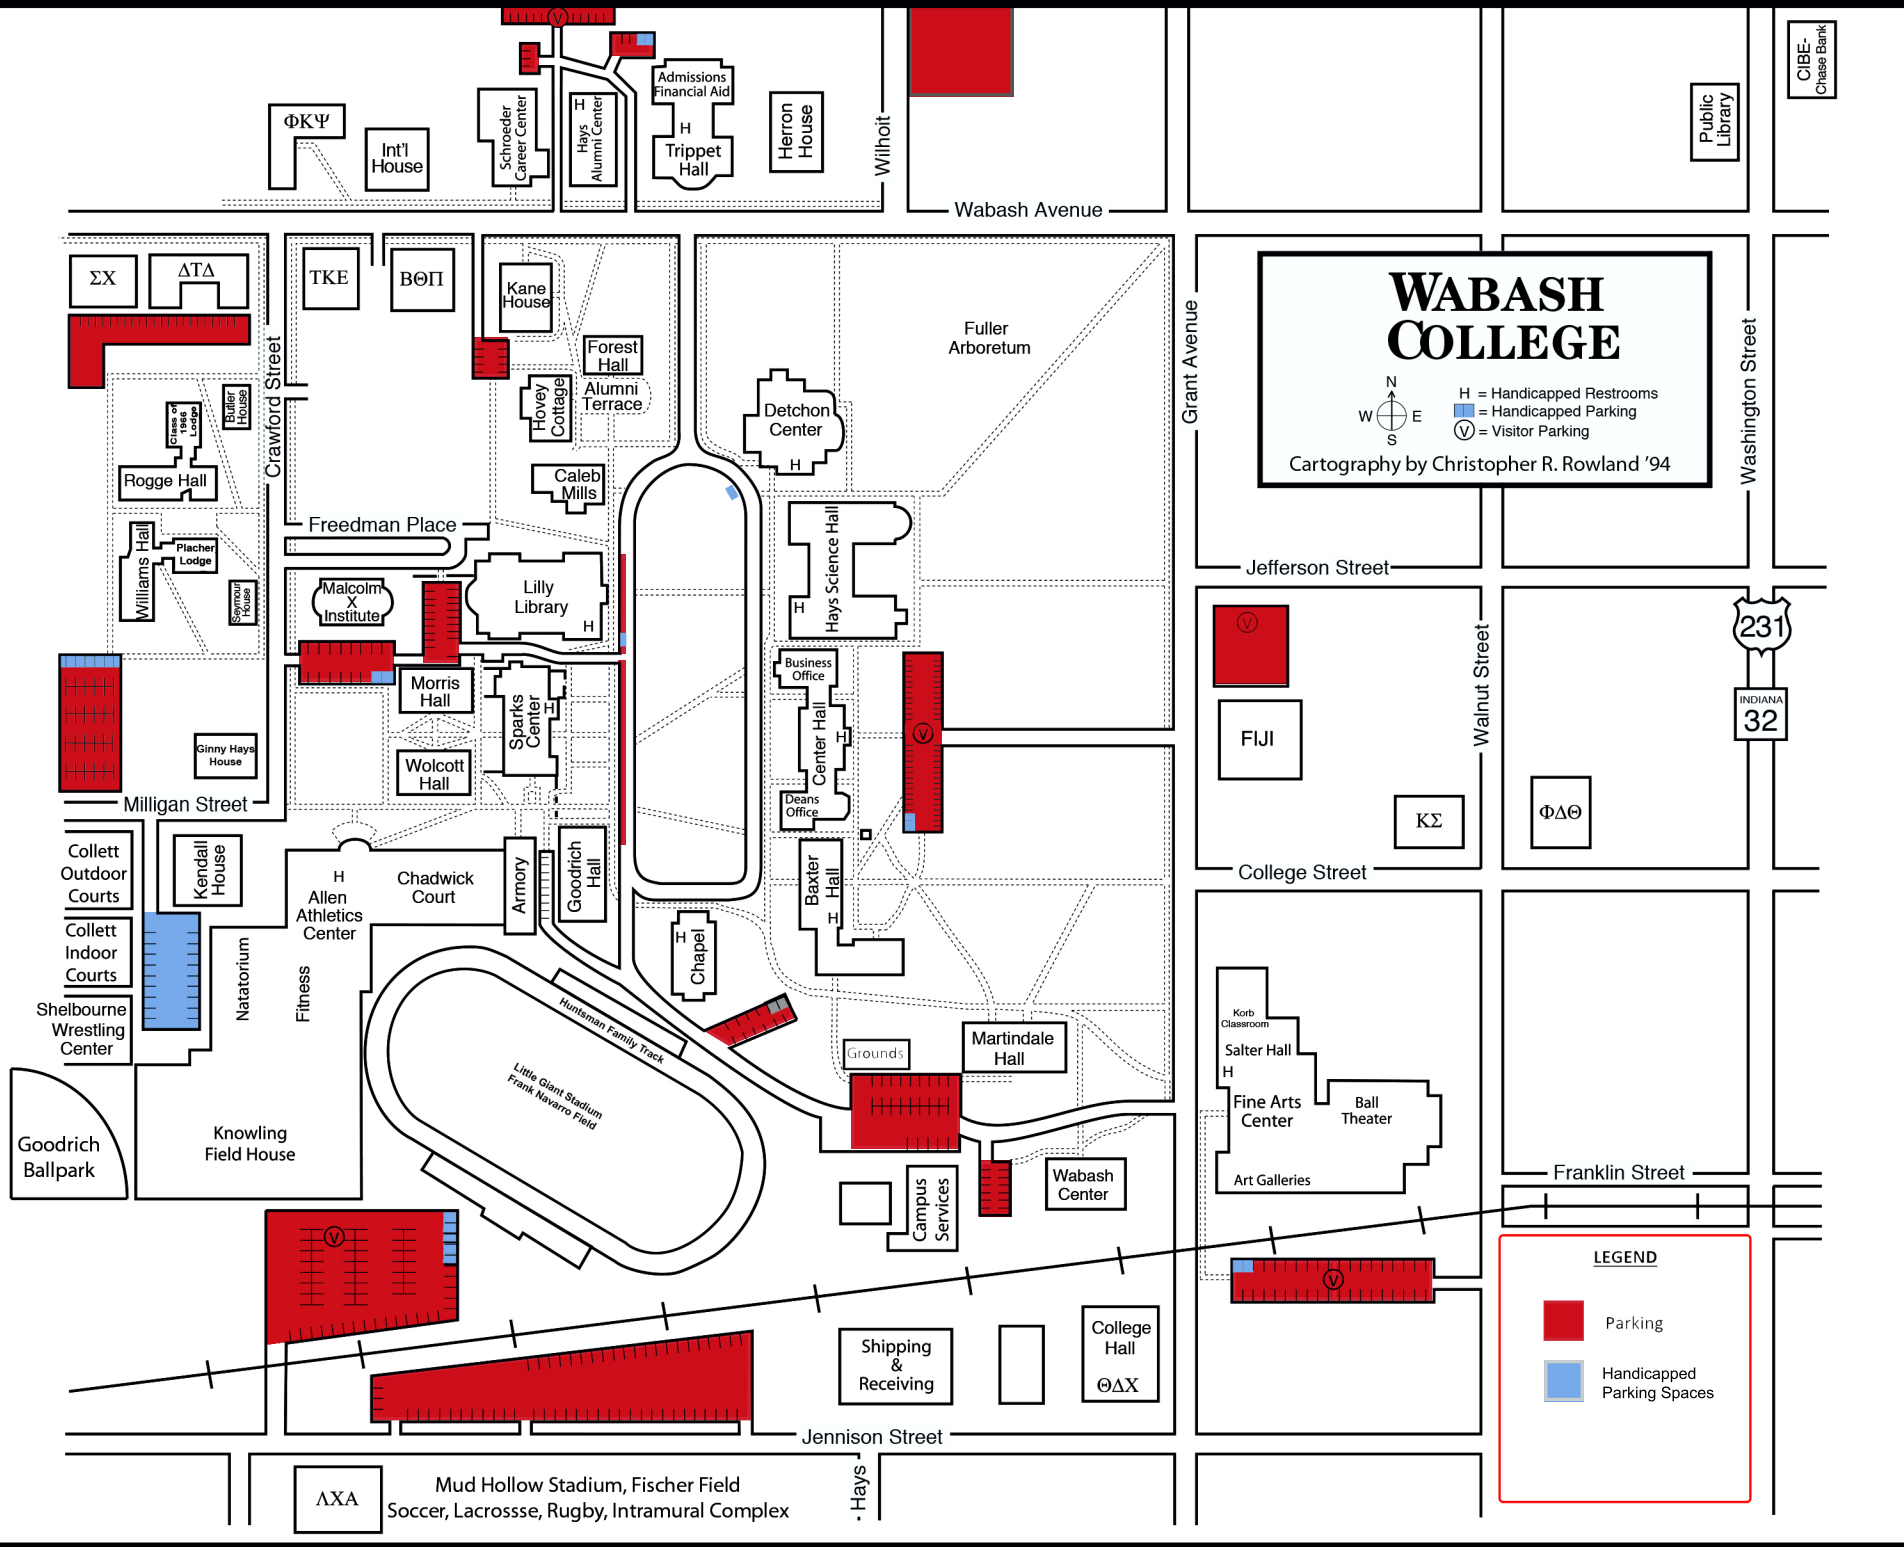 V
ΦΚΨ
Int'l
House
Schroeder
Career Center
H
Hays
Alumni Center
Admissions
Financial Aid
H
Trippet
Hall
Herron
House
Wilhoit
Public
Library
CIBE-
Chase Bank
Wabash Avenue
ΣΧ
ΔΤΔ
ΤΚΕ
ΒΘΠ
Kane
House
Fuller
Arboretum
Forest
Hall
Alumni
Terrace
Hovey
Cottage
Crawford Street
Butler
House
Class of
1966
Lodge
Rogge Hall
Caleb
Mills
Detchon
Center
H
Grant Avenue
WABASH
COLLEGE
N
W
E
S
H = Handicapped Restrooms
= Handicapped Parking
V = Visitor Parking
Cartography by Christopher R. Rowland '94
Washington Street
Freedman Place
Williams Hall
Placher
Lodge
Seymour
House
Malcolm
X
Institute
Lilly
Library
H
Hays Science Hall
H
Jefferson Street
V
231
INDIANA
32
Walnut Street
Morris
Hall
Sparks
Center
H
Business
Office
Center Hall
H
Deans
Office
V
FIJI
Ginny Hays
House
Wolcott
Hall
Milligan Street
ΚΣ
ΦΔΘ
Collett
Outdoor
Courts
Kendall
House
H
Allen
Athletics
Center
Chadwick
Court
Armory
Goodrich
Hall
Baxter
Hall
H
College Street
Collett
Indoor
Courts
Natatorium
Fitness
H
Chapel
Shelbourne
Wrestling
Center
Huntsman Family Track
Little Giant Stadium
Frank Navarro Field
Grounds
Martindale
Hall
Korb
Classroom
Salter Hall
H
Fine Arts
Center
Ball
Theater
Art Galleries
Goodrich
Ballpark
Knowling
Field House
Campus
Services
Wabash
Center
Franklin Street
V
V
LEGEND
Parking
Handicapped
Parking Spaces
Shipping
&
Receiving
College
Hall
ΘΔΧ
Jennison Street
ΛΧΑ
Mud Hollow Stadium, Fischer Field
Soccer, Lacrossse, Rugby, Intramural Complex
Hays